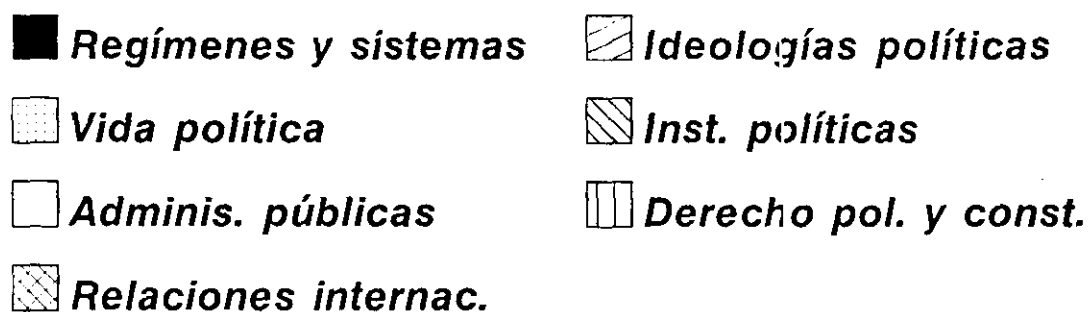 Regímenes y sistemas
Ideologías políticas
Vida política
Inst. políticas
Adminis. públicas
Derecho pol. y const.
Relaciones internac.